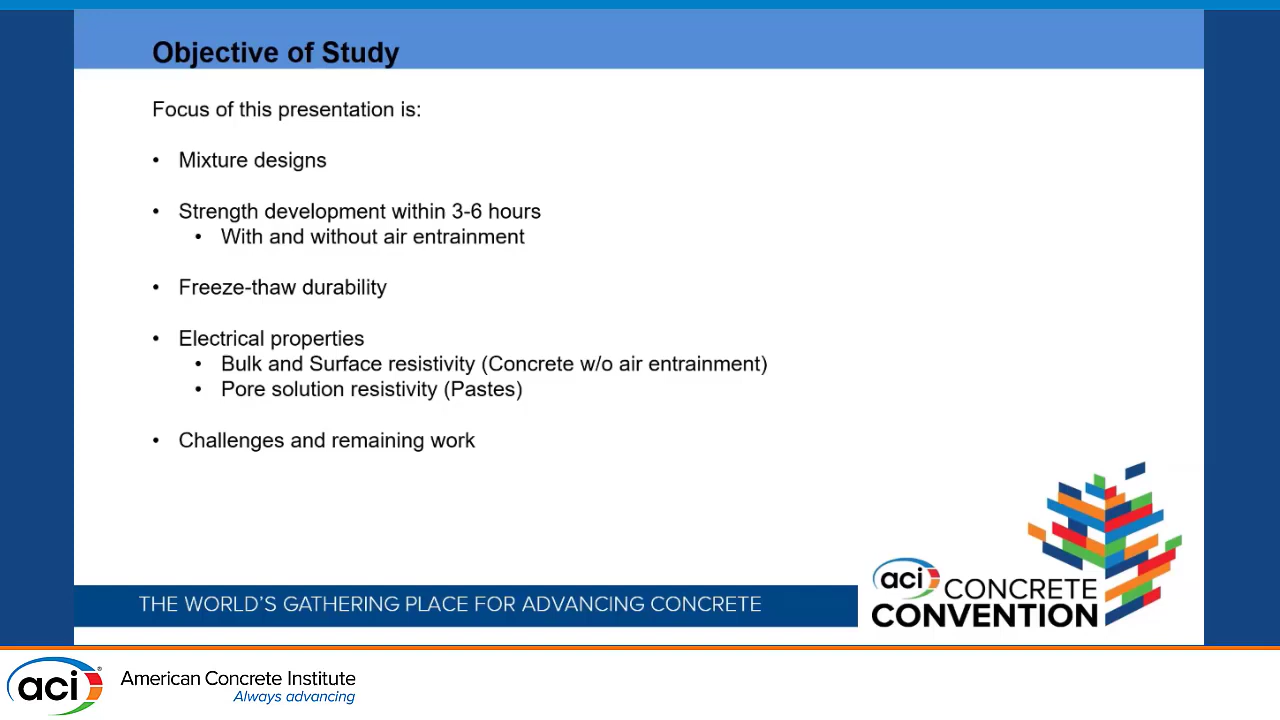 Objective of Study
Focus of this presentation is:
• Mixture designs
• Strength development within 3-6 hours
• With and without air entrainment
• Freeze-thaw durability
• Electrical properties
• Bulk and Surface resistivity (Concrete w/o air entrainment)
• Pore solution resistivity (Pastes)
• Challenges and remaining work
THE WORLD'S GATHERING PLACE FOR ADVANCING CONCRETE
aci CONCRETE
CONVENTION
aci®
American Concrete Institute
Always advancing